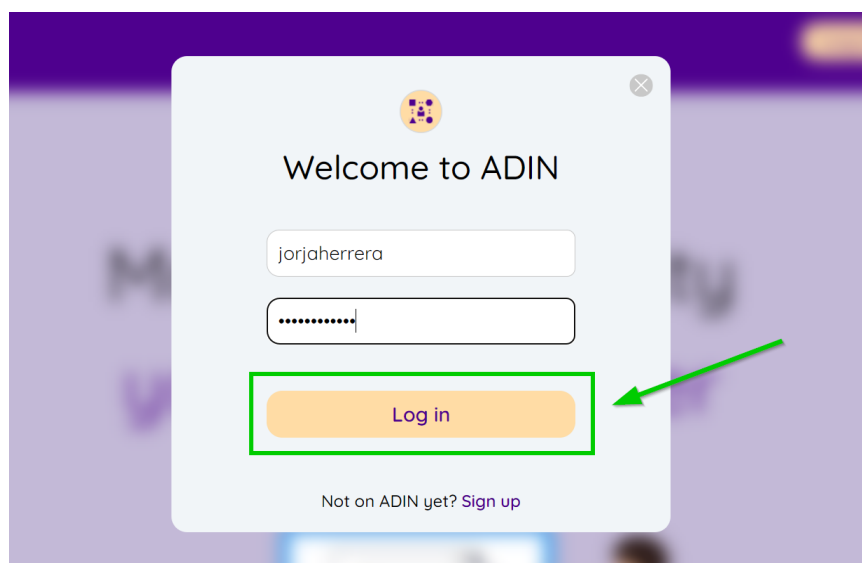 Welcome to ADIN
jorjaherrera
••••••••••••
Log in
Not on ADIN yet? Sign up